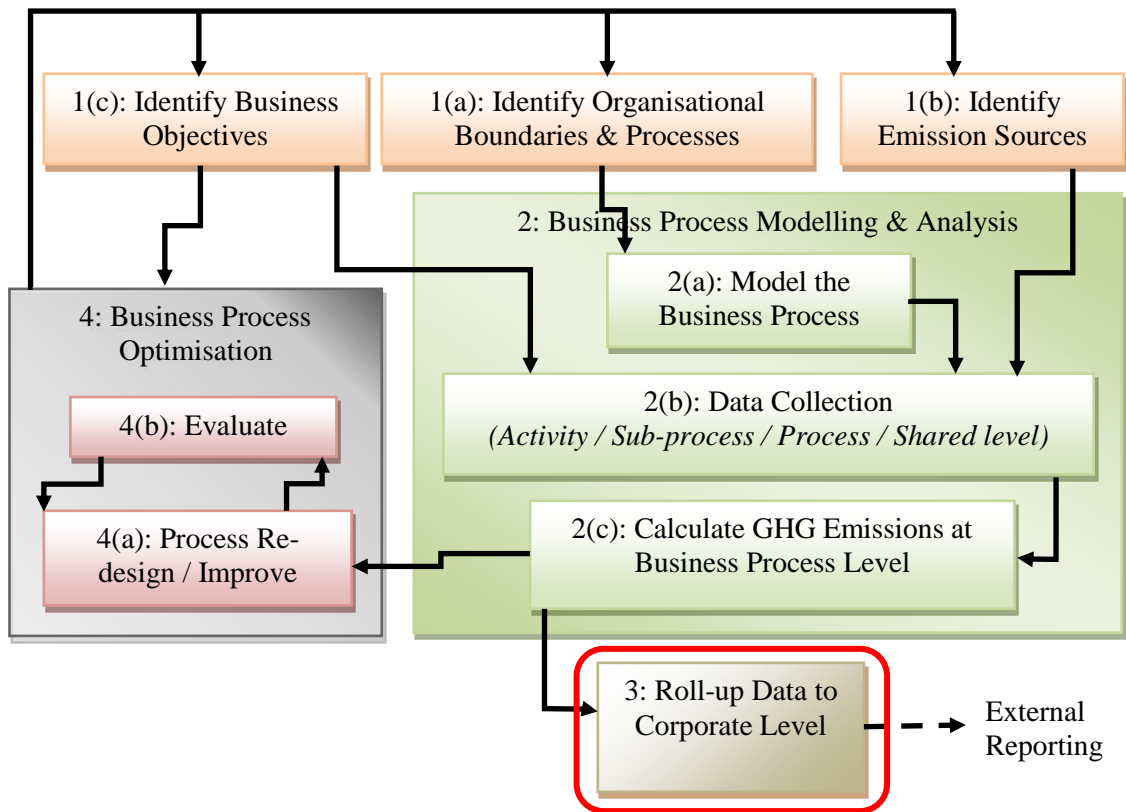 1(c): Identify Business
Objectives
1(a): Identify Organisational
Boundaries & Processes
1(b): Identify
Emission Sources
2: Business Process Modelling & Analysis
2(a): Model the
Business Process
4: Business Process
Optimisation
2(b): Data Collection
(Activity / Sub-process / Process / Shared level)
4(b): Evaluate
4(a): Process Re-
design / Improve
2(c): Calculate GHG Emissions at
Business Process Level
3: Roll-up Data to
Corporate Level
External
Reporting